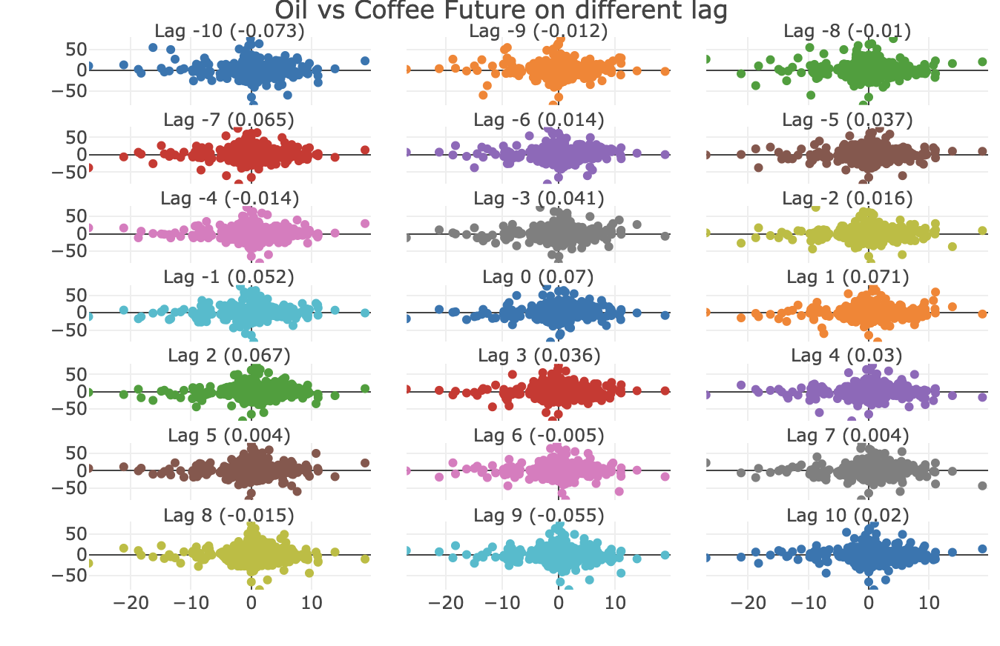 Oil vs Coffee Future on different lag
Lag -10 (-0.073)
Lag -9 (-0.012)
Lag -8 (-0.01)
50
0
−50
Lag -7 (0.065)
Lag -6 (0.014)
Lag -5 (0.037)
50
0
−50
Lag -4 (-0.014)
Lag -3 (0.041)
Lag -2 (0.016)
50
0
−50
Lag -1 (0.052)
Lag 0 (0.07)
Lag 1 (0.071)
50
0
−50
Lag 2 (0.067)
Lag 3 (0.036)
Lag 4 (0.03)
50
0
−50
Lag 5 (0.004)
Lag 6 (-0.005)
Lag 7 (0.004)
50
0
−50
Lag 8 (-0.015)
Lag 9 (-0.055)
Lag 10 (0.02)
50
0
−50
−20 −10 0 10
−20 −10 0 10
−20 −10 0 10